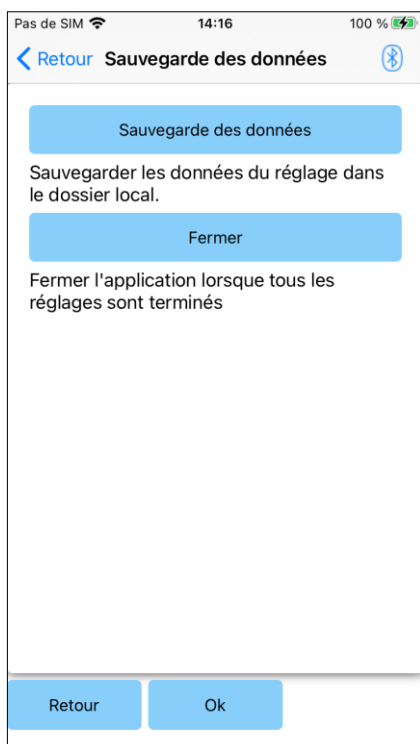 Pas de SIM 14:16 100 %
Retour Sauvegarde des données
Sauvegarde des données
Sauvegarder les données du réglage dans
le dossier local.
Fermer
Fermer l'application lorsque tous les
réglages sont terminés
Retour Ok